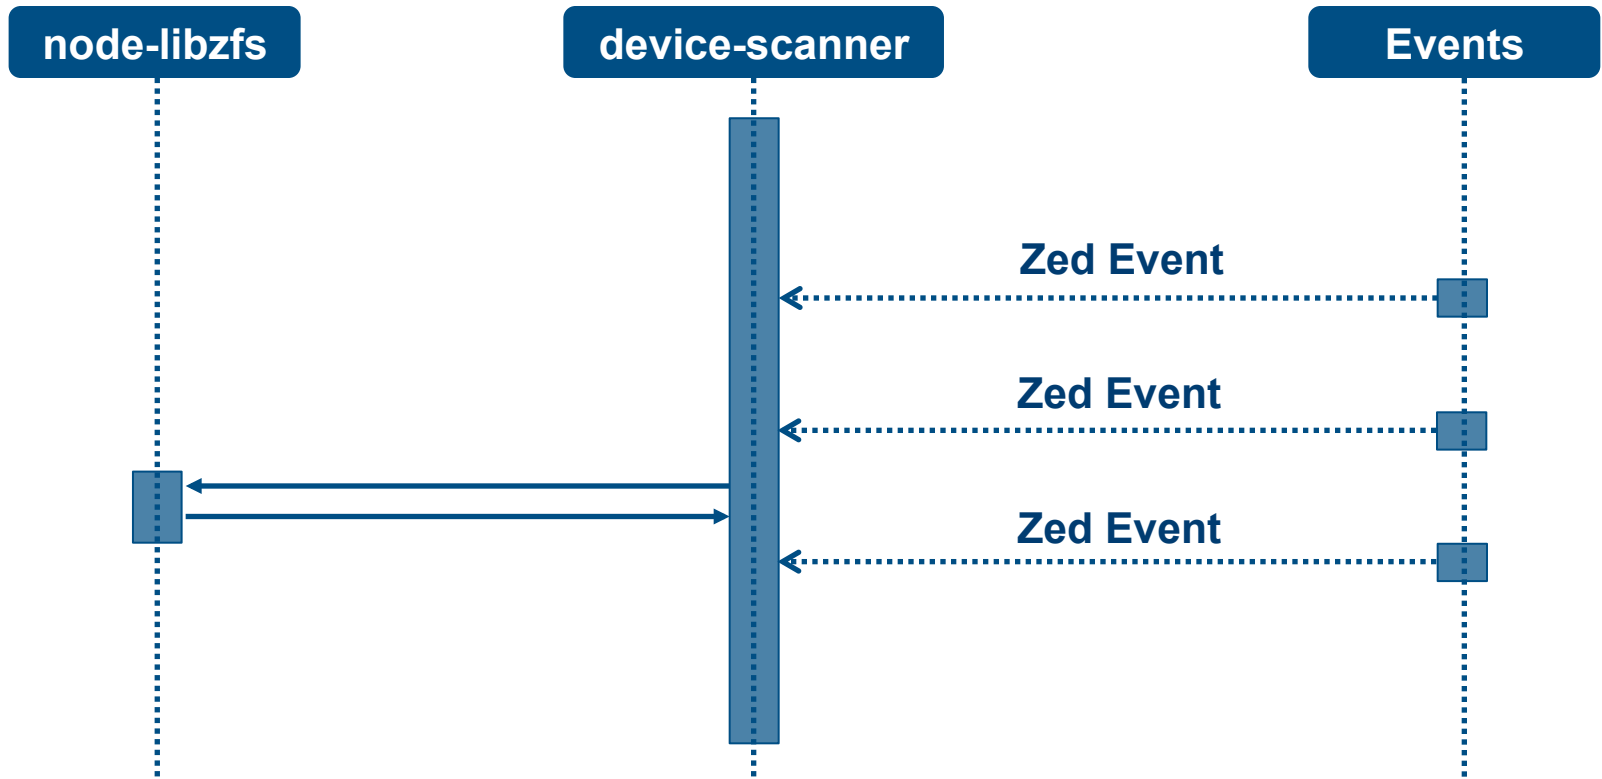 node-libzfs
device-scanner
Events
Zed Event
Zed Event
Zed Event